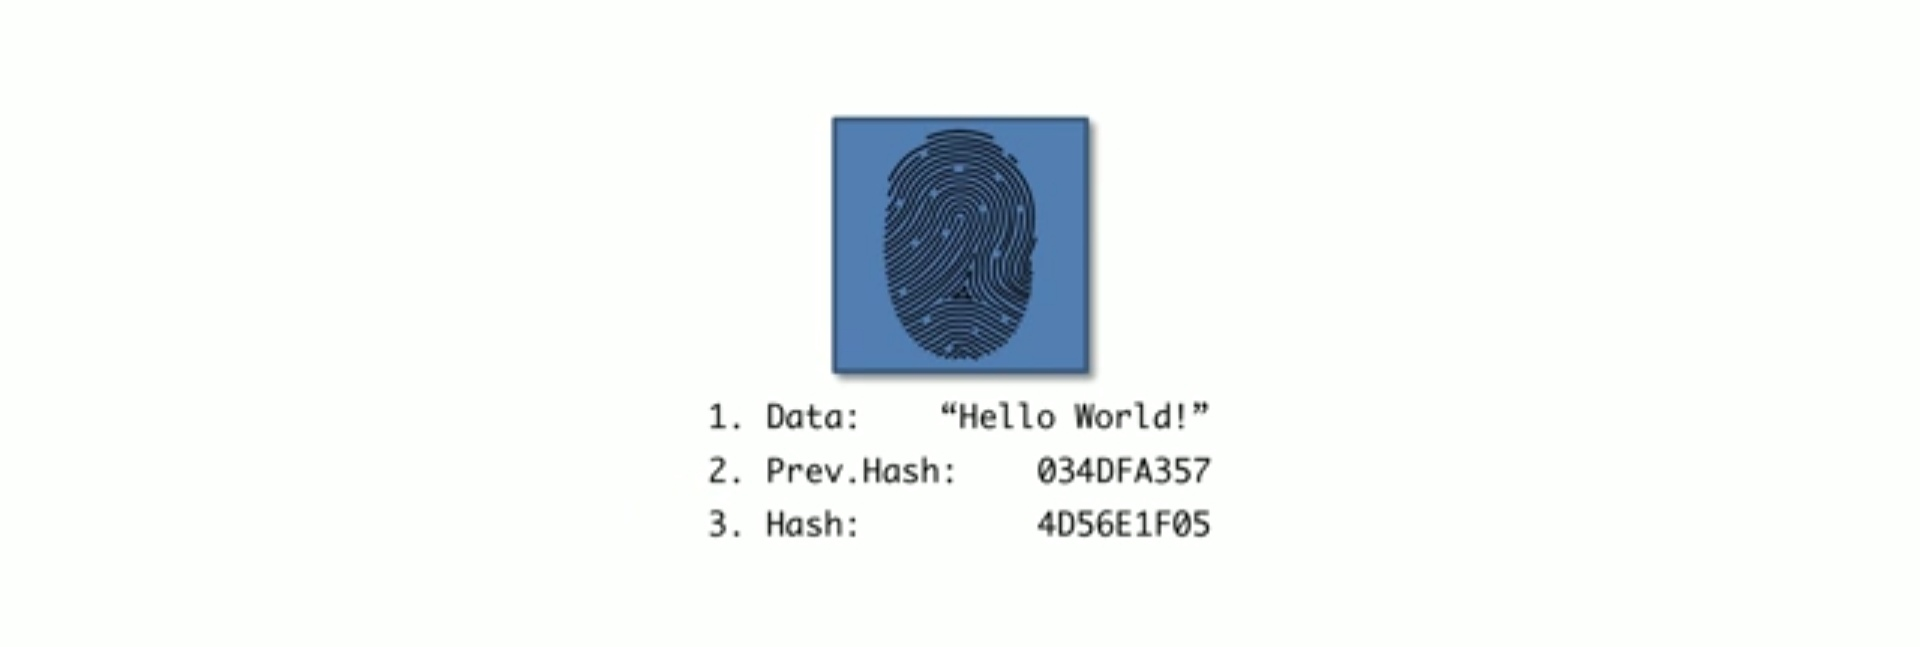 1. Data: “Hello World!”
2. Prev.Hash: 034DFA357
3. Hash: 4D56E1F05